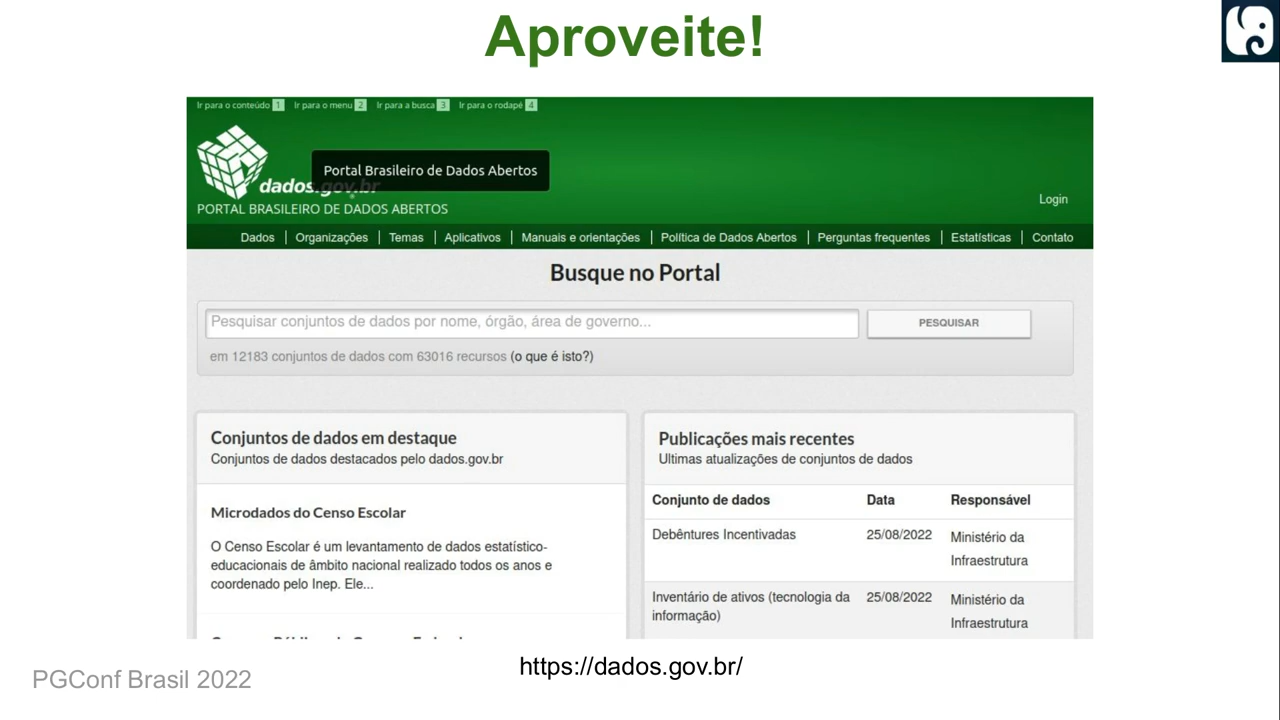 Aproveite!
Ir para o conteúdo 1 Ir para o menu 2 Ir para a busca 3 Ir para o rodapé 4
Portal Brasileiro de Dados Abertos
dados.gov.br
PORTAL BRASILEIRO DE DADOS ABERTOS
Login
Dados | Organizações | Temas | Aplicativos | Manuais e orientações | Política de Dados Abertos | Perguntas frequentes | Estatísticas | Contato
Busque no Portal
Pesquisar conjuntos de dados por nome, órgão, área de governo...
PESQUISAR
em 12183 conjuntos de dados com 63016 recursos (o que é isto?)
Conjuntos de dados em destaque
Conjuntos de dados destacados pelo dados.gov.br
Microdados do Censo Escolar
O Censo Escolar é um levantamento de dados estatístico-
educacionais de âmbito nacional realizado todos os anos e
coordenado pelo Inep. Ele...
Publicações mais recentes
Ultimas atualizações de conjuntos de dados
Conjunto de dados Data Responsável
Debêntures Incentivadas 25/08/2022 Ministério da
Infraestrutura
Inventário de ativos (tecnologia da 25/08/2022 Ministério da
informação) Infraestrutura
https://dados.gov.br/
PGConf Brasil 2022